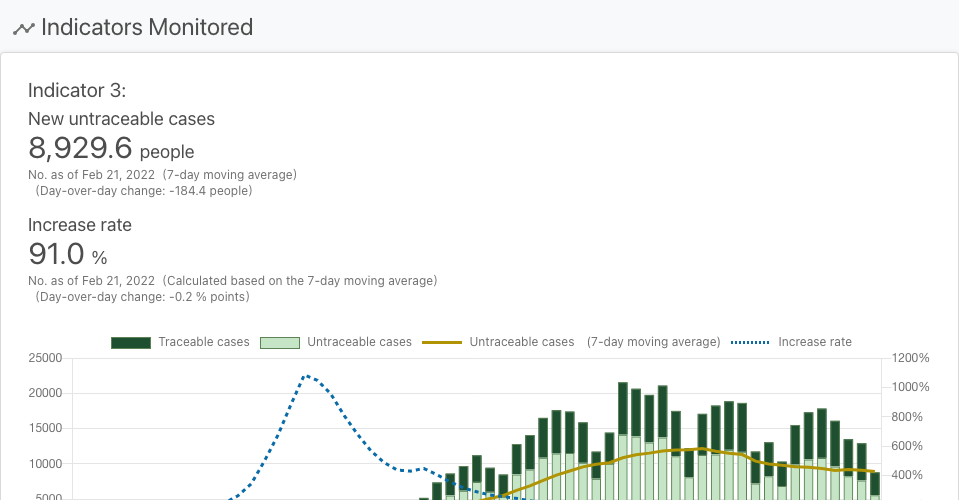 Indicators Monitored
Indicator 3:
New untraceable cases
8,929.6 people
No. as of Feb 21, 2022 (7-day moving average)
(Day-over-day change: -184.4 people)
Increase rate
91.0 %
No. as of Feb 21, 2022 (Calculated based on the 7-day moving average)
(Day-over-day change: -0.2 % points)
Traceable cases Untraceable cases Untraceable cases (7-day moving average) Increase rate
25000 1200%
1000%
20000
800%
15000
600%
10000
400%
5000